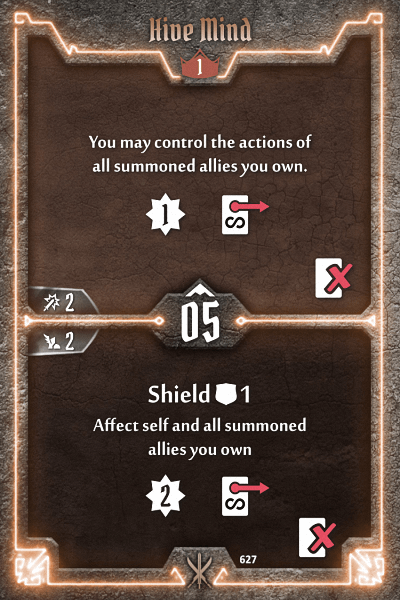 Hive Mind
1
You may control the actions of
all summoned allies you own.
1 S
2
05
2
Shield 1
Affect self and all summoned
allies you own
2 S
627